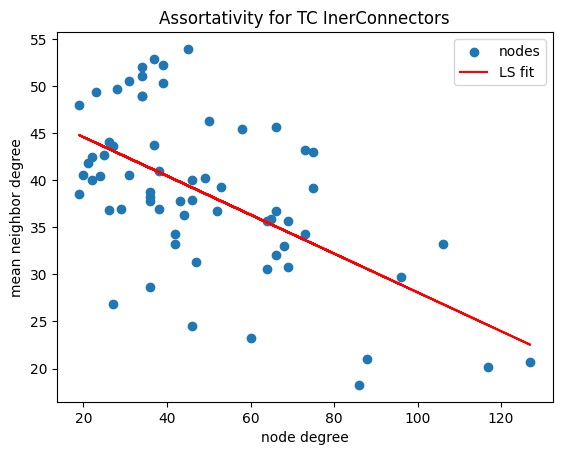 Assortativity for TC InerConnectors
nodes
LS fit
mean neighbor degree
55
50
45
40
35
30
25
20
20 40 60 80 100 120
node degree